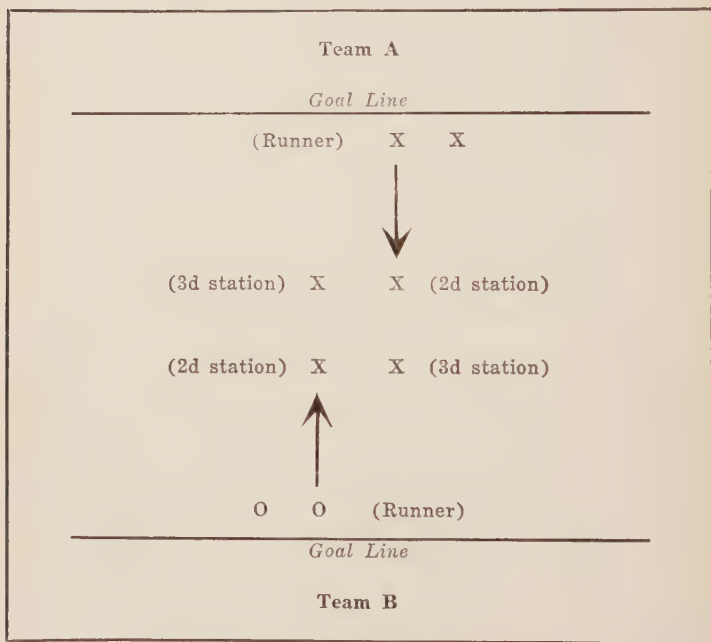 Team A
Goal Line
(Runner) X X
(3d station) X X (2d station)
(2d station) X X (3d station)
O O (Runner)
Goal Line
Team B